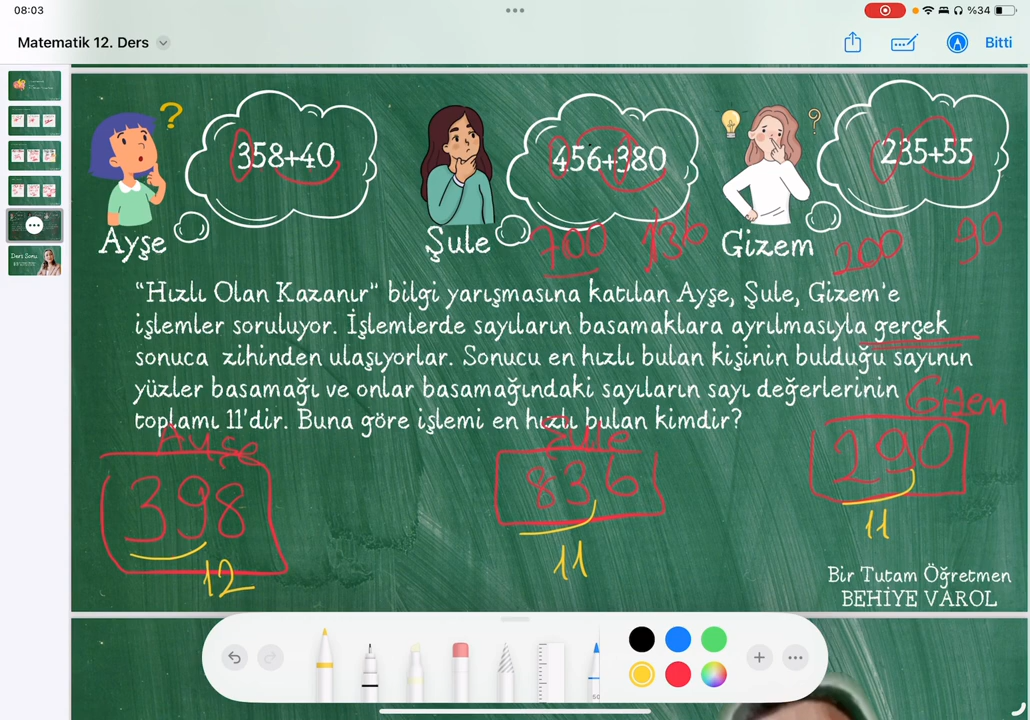 08:03
%34
Matematik 12. Ders
Bitti
?
358+40
456+380
?
235+55
Ayşe
Şule
Gizem
700 136
200 90
"Hızlı Olan Kazanır" bilgi yarışmasına katılan Ayşe, Şule, Gizem'e
işlemler soruluyor. İşlemlerde sayıların basamaklara ayrılmasıyla gerçek
sonuca zihinden ulaşıyorlar. Sonucu en hızlı bulan kişinin bulduğu sayının
yüzler basamağı ve onlar basamağındaki sayıların sayı değerlerinin
toplamı 11'dir. Buna göre işlemi en hızlı bulan kimdir?
Ayşe
Şule
Gizem
398
836
290
12
11
11
Bir Tutam Öğretmen
BEHİYE VAROL